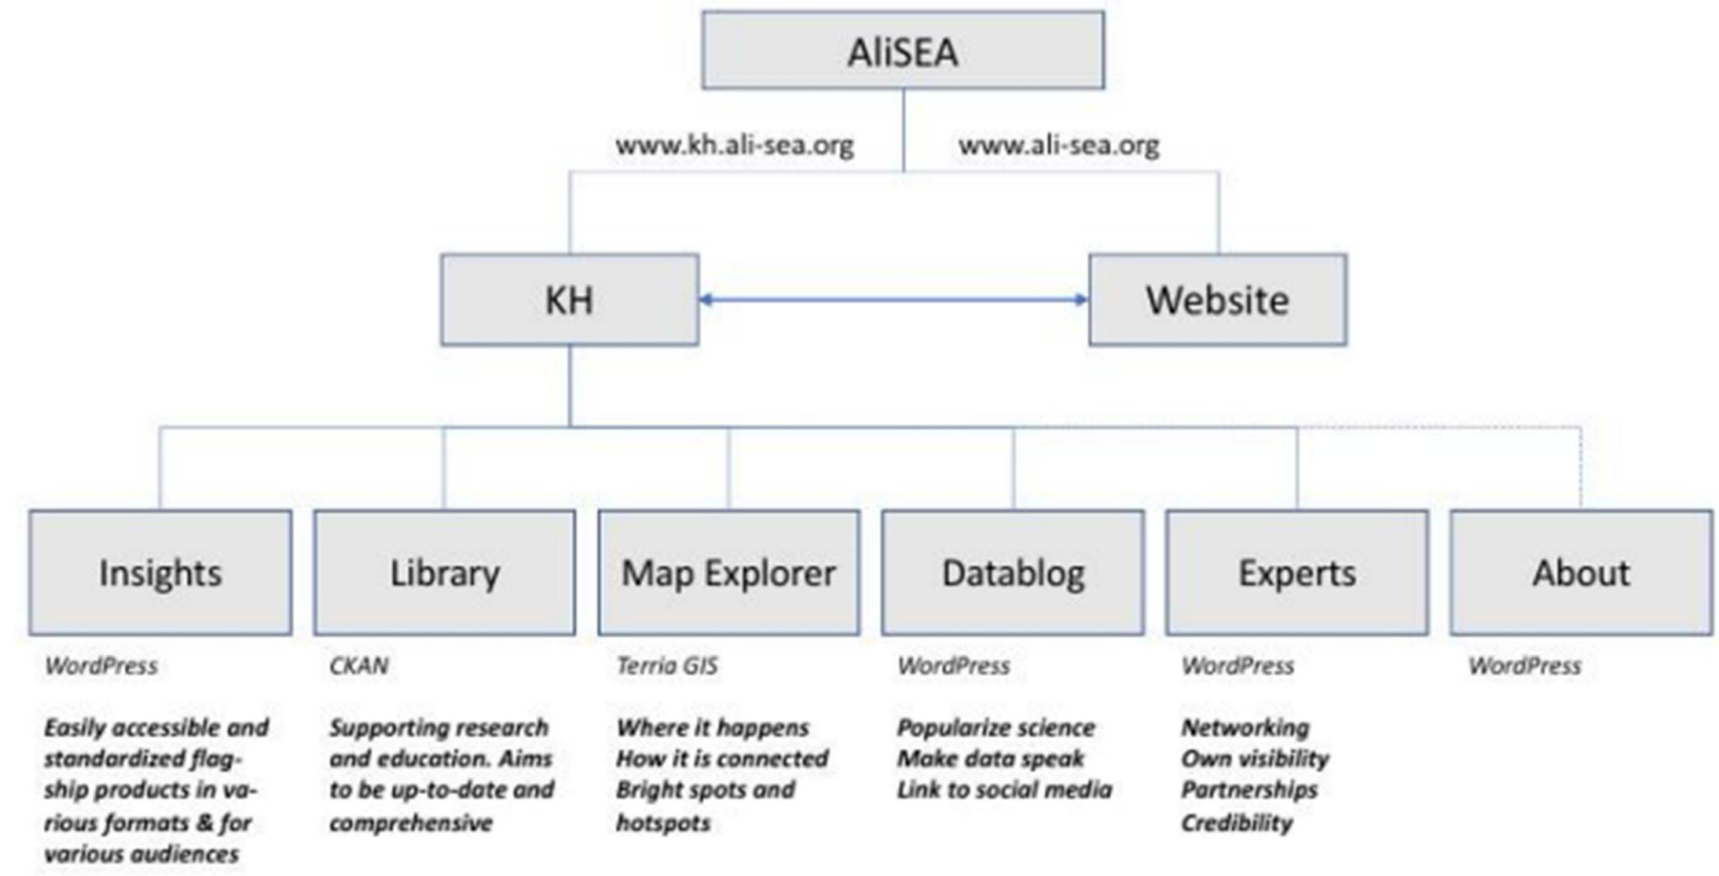 AliSEA
www.kh.ali-sea.org
www.ali-sea.org
KH
Website
Insights
Library
Map Explorer
Datablog
Experts
About
WordPress
CKAN
Terria GIS
WordPress
WordPress
WordPress
Easily accessible and
standardized flag-
ship products in va-
rious formats & for
various audiences
Supporting research
and education. Aims
to be up-to-date and
comprehensive
Where it happens
How it is connected
Bright spots and
hotspots
Popularize science
Make data speak
Link to social media
Networking
Own visibility
Partnerships
Credibility